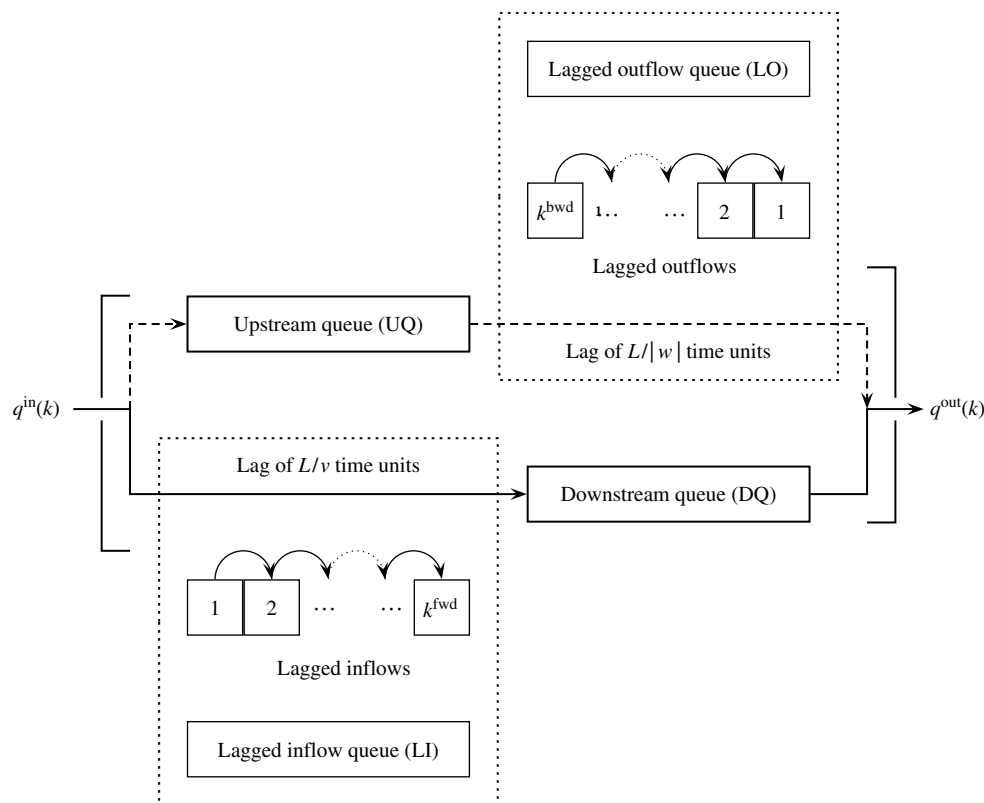 Lagged outflow queue (LO)
k^bwd ... ... 2 1
Lagged outflows
Upstream queue (UQ)
Lag of L/|w| time units
q^in(k)
q^out(k)
Lag of L/v time units
Downstream queue (DQ)
1 2 ... ... k^fwd
Lagged inflows
Lagged inflow queue (LI)